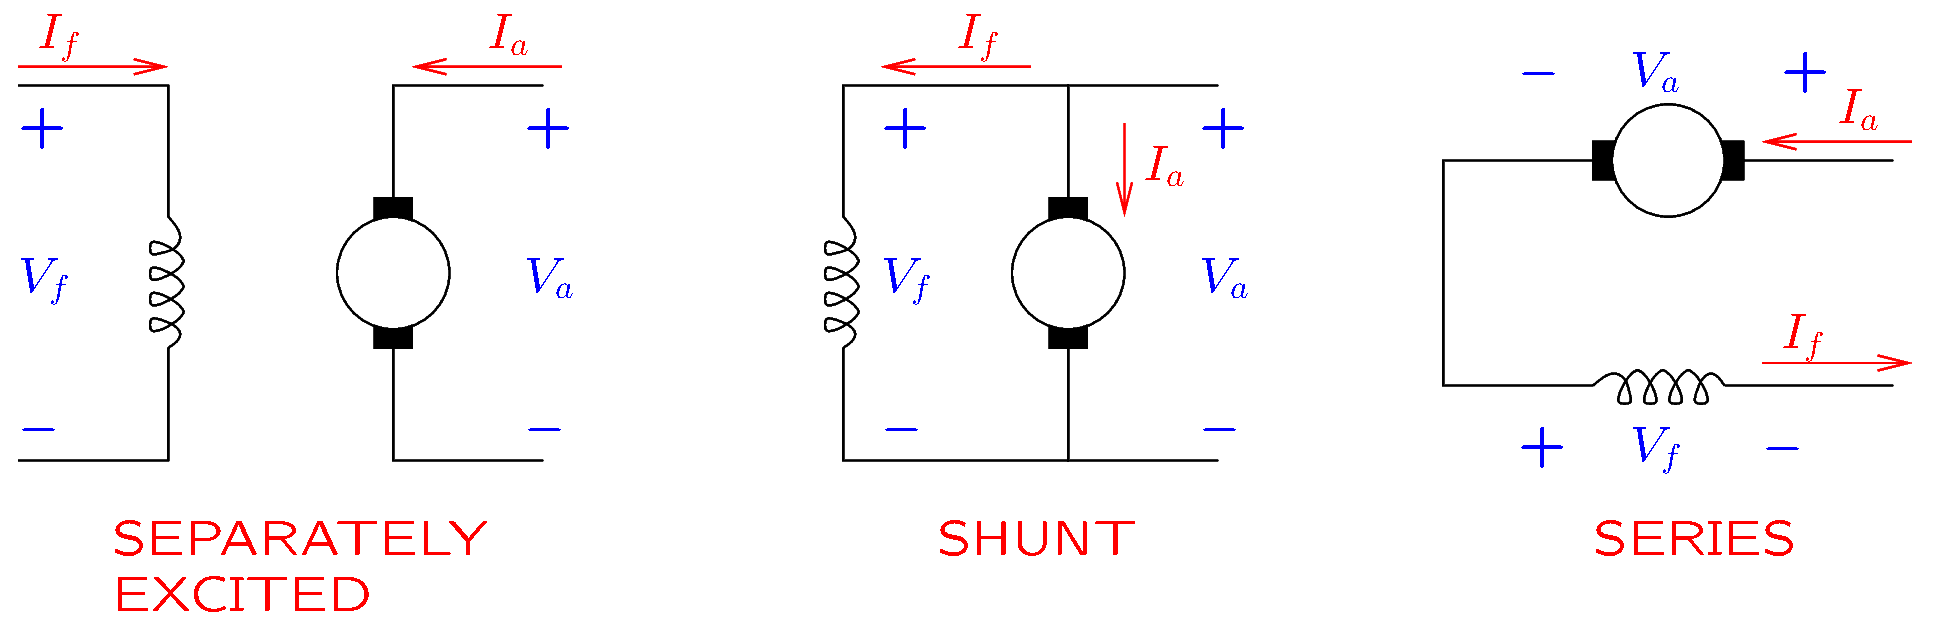 I_f
I_a
+
+
V_f
V_a
−
−
SEPARATELY
EXCITED
I_f
+
+
I_a
V_f
V_a
−
−
SHUNT
− V_a +
I_a
I_f
+ V_f −
SERIES